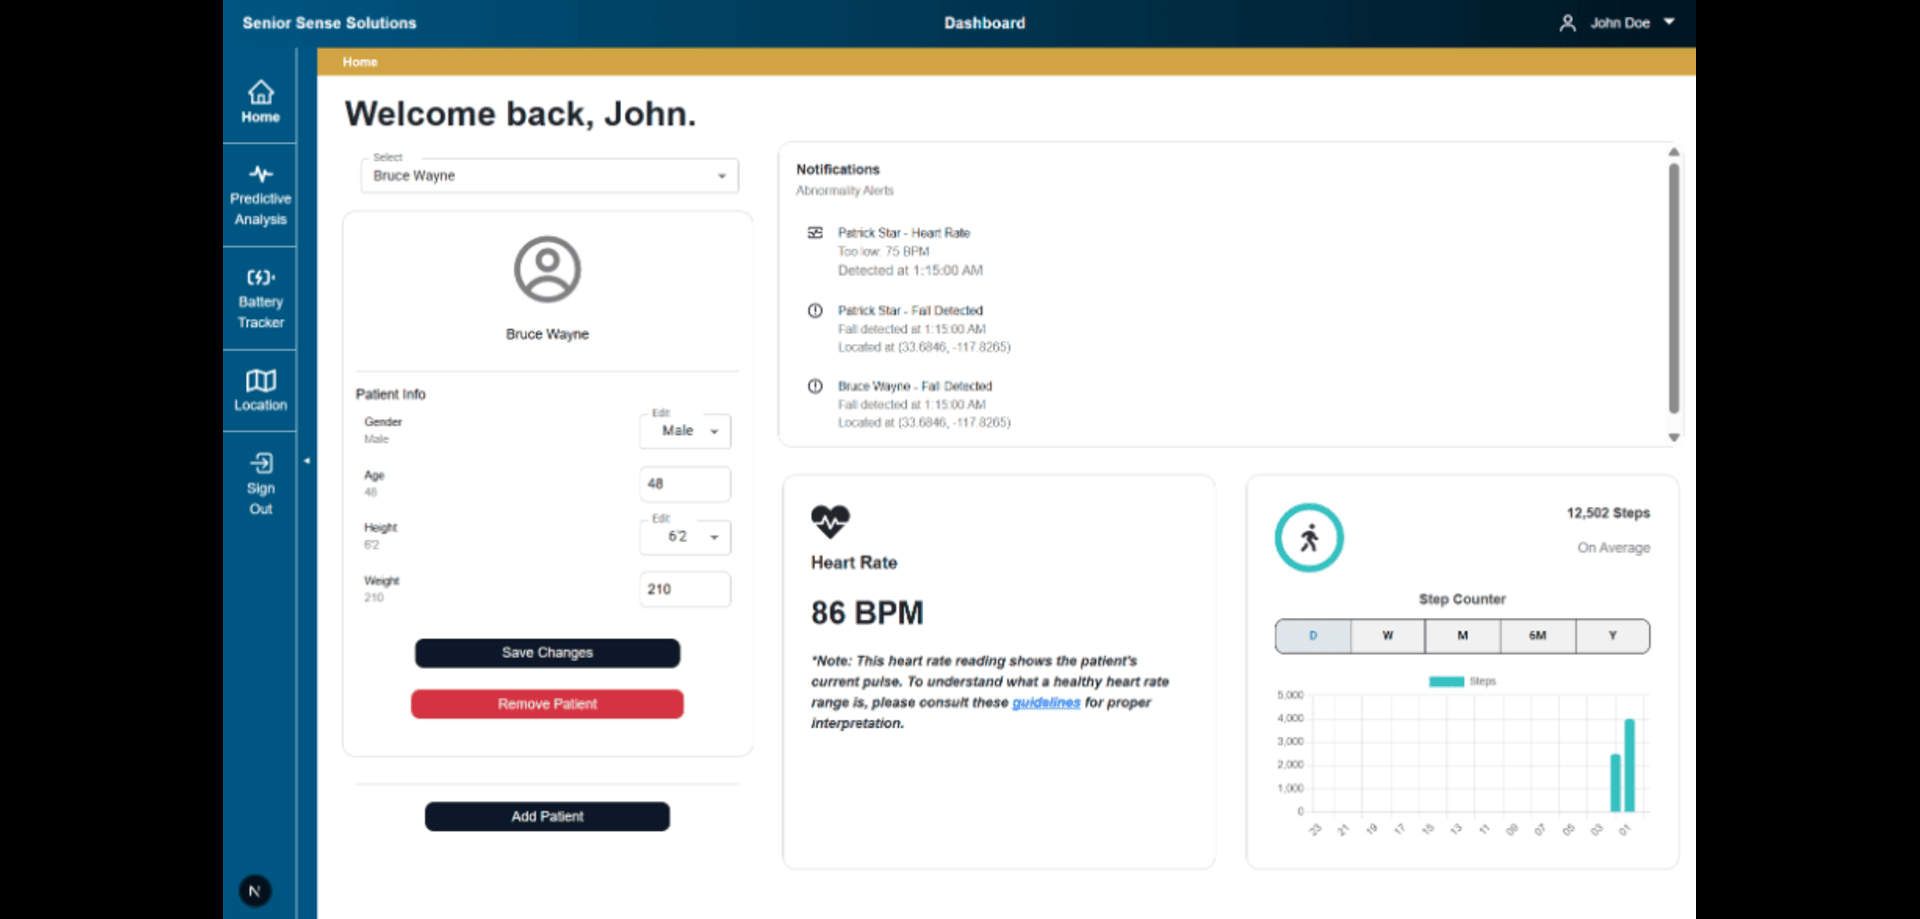 Senior Sense Solutions
Dashboard
John Doe
Home
Predictive
Analysis
Battery
Tracker
Location
Sign
Out
N
Home
Welcome back, John.
Select
Bruce Wayne
Bruce Wayne
Patient Info
Gender
Male
Edit
Male
Age
48
48
Height
6'2
Edit
6'2
Weight
210
210
Save Changes
Remove Patient
Add Patient
Notifications
Abnormality Alerts
Patrick Star - Heart Rate
Too low: 75 BPM
Detected at 1:15:00 AM
Patrick Star - Fall Detected
Fall detected at 1:15:00 AM
Located at (33.6846, -117.8265)
Bruce Wayne - Fall Detected
Fall detected at 1:15:00 AM
Located at (33.6846, -117.8265)
Heart Rate
86 BPM
*Note: This heart rate reading shows the patient's
current pulse. To understand what a healthy heart rate
range is, please consult these guidelines for proper
interpretation.
12,502 Steps
On Average
Step Counter
D W M 6M Y
Steps
5,000
4,000
3,000
2,000
1,000
0
23 21 19 17 15 13 11 09 07 05 03 01